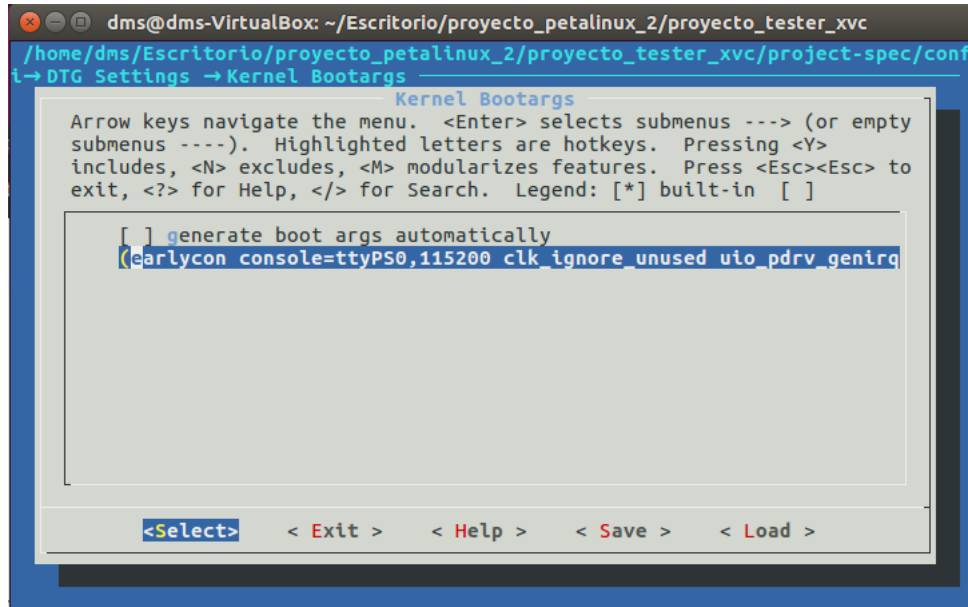 dms@dms-VirtualBox: ~/Escritorio/proyecto_petalinux_2/proyecto_tester_xvc
/home/dms/Escritorio/proyecto_petalinux_2/proyecto_tester_xvc/project-spec/conf
i→ DTG Settings → Kernel Bootargs
Kernel Bootargs
Arrow keys navigate the menu.  <Enter> selects submenus ---> (or empty
submenus ----).  Highlighted letters are hotkeys.  Pressing <Y>
includes, <N> excludes, <M> modularizes features.  Press <Esc><Esc> to
exit, <?> for Help, </> for Search.  Legend: [*] built-in  [ ]
[ ] generate boot args automatically
(earlycon console=ttyPS0,115200 clk_ignore_unused uio_pdrv_genirq
<Select>    < Exit >    < Help >    < Save >    < Load >